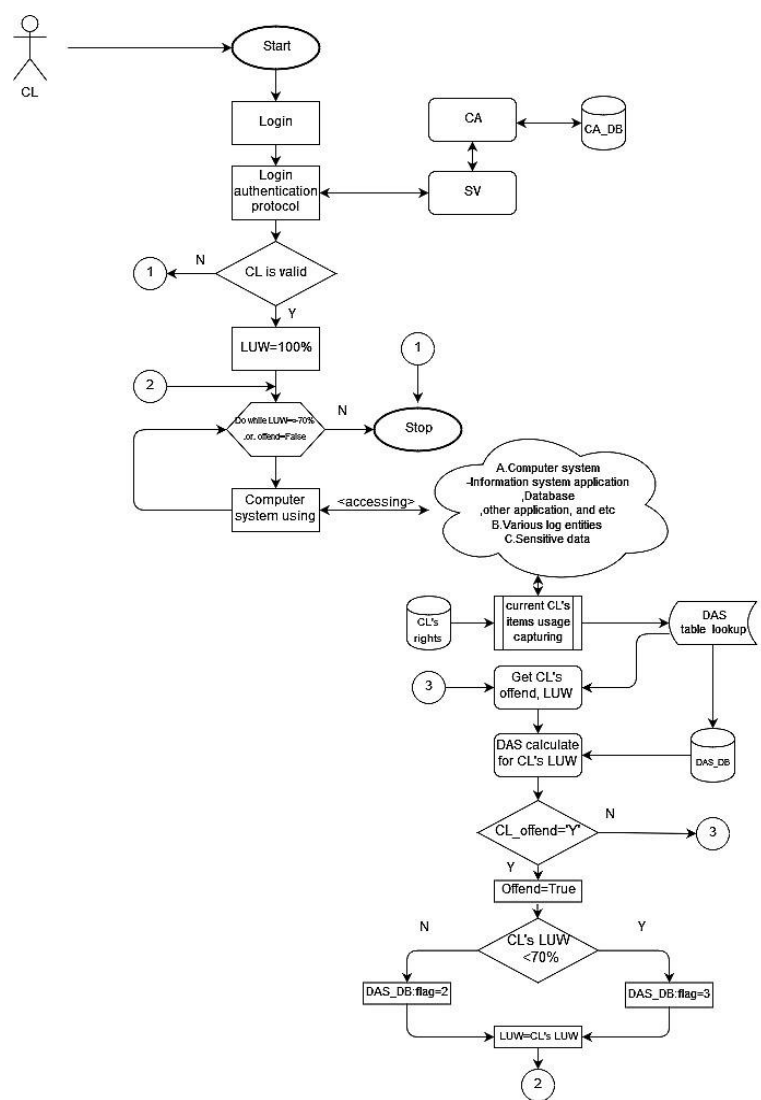 Start
CL
Login
CA
CA_DB
Login
authentication
protocol
SV
1
N
CL is valid
Y
LUW=100%
1
2
Do while LUW=>70%
.or. offend=False
N
Stop
Computer
system using
<accessing>
A.Computer system
-Information system application
,Database
,other application, and etc
B.Various log entities
C.Sensitive data
CL's
rights
current CL's
items usage
capturing
DAS
table lookup
3
Get CL's
offend, LUW
DAS calculate
for CL's LUW
DAS_DB
CL_offend='Y'
N
3
Y
Offend=True
N
CL's LUW
<70%
Y
DAS_DB:flag=2
DAS_DB:flag=3
LUW=CL's LUW
2